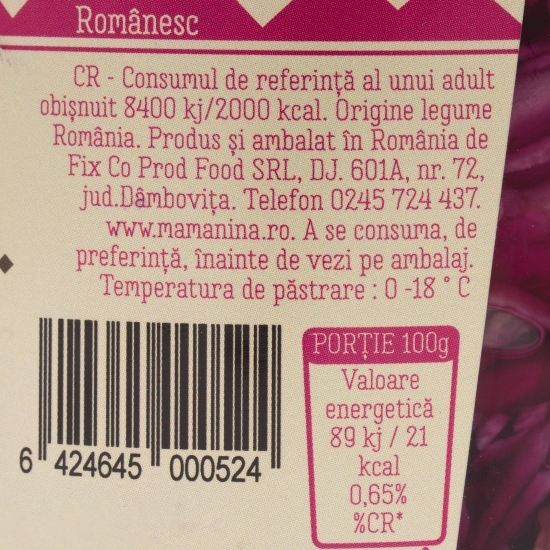 Românesc
CR - Consumul de referință al unui adult
obișnuit 8400 kj/2000 kcal. Origine legume
România. Produs și ambalat în România de
Fix Co Prod Food SRL, DJ. 601A, nr. 72,
jud.Dâmbovița. Telefon 0245 724 437.
www.mamanina.ro. A se consuma, de
preferință, înainte de vezi pe ambalaj.
Temperatura de păstrare : 0 -18 ° C
PORȚIE 100g
Valoare
energetică
89 kj / 21
kcal
0,65%
%CR*
6 424645 000524